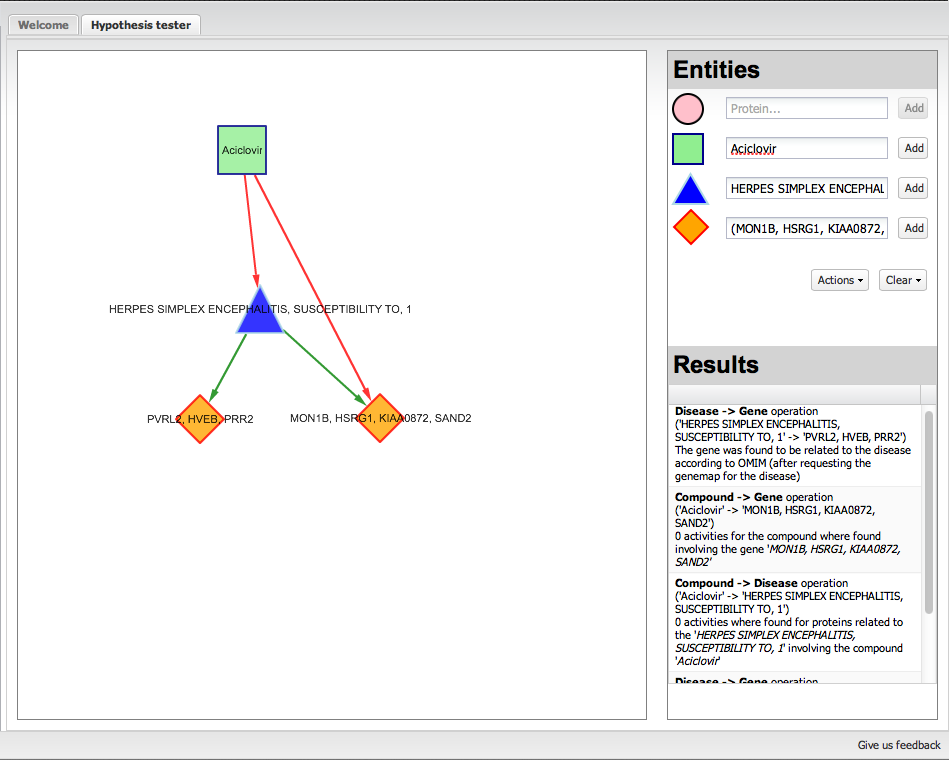 Welcome
Hypothesis tester
Aciclovir
HERPES SIMPLEX ENCEPHALITIS, SUSCEPTIBILITY TO, 1
PVRL2, HVEB, PRR2
MON1B, HSRG1, KIAA0872, SAND2
Entities
Protein...
Add
Aciclovir
Add
HERPES SIMPLEX ENCEPHAL
Add
(MON1B, HSRG1, KIAA0872,
Add
Actions
Clear
Results
Disease -> Gene operation
('HERPES SIMPLEX ENCEPHALITIS,
SUSCEPTIBILITY TO, 1' -> 'PVRL2, HVEB, PRR2')
The gene was found to be related to the disease
according to OMIM (after requesting the
genemap for the disease)
Compound -> Gene operation
('Aciclovir' -> 'MON1B, HSRG1, KIAA0872,
SAND2')
0 activities for the compound where found
involving the gene 'MON1B, HSRG1, KIAA0872,
SAND2'
Compound -> Disease operation
('Aciclovir' -> 'HERPES SIMPLEX ENCEPHALITIS,
SUSCEPTIBILITY TO, 1')
0 activities where found for proteins related to
the 'HERPES SIMPLEX ENCEPHALITIS,
SUSCEPTIBILITY TO, 1' involving the compound
'Aciclovir'
Disease -> Gene operation
Give us feedback